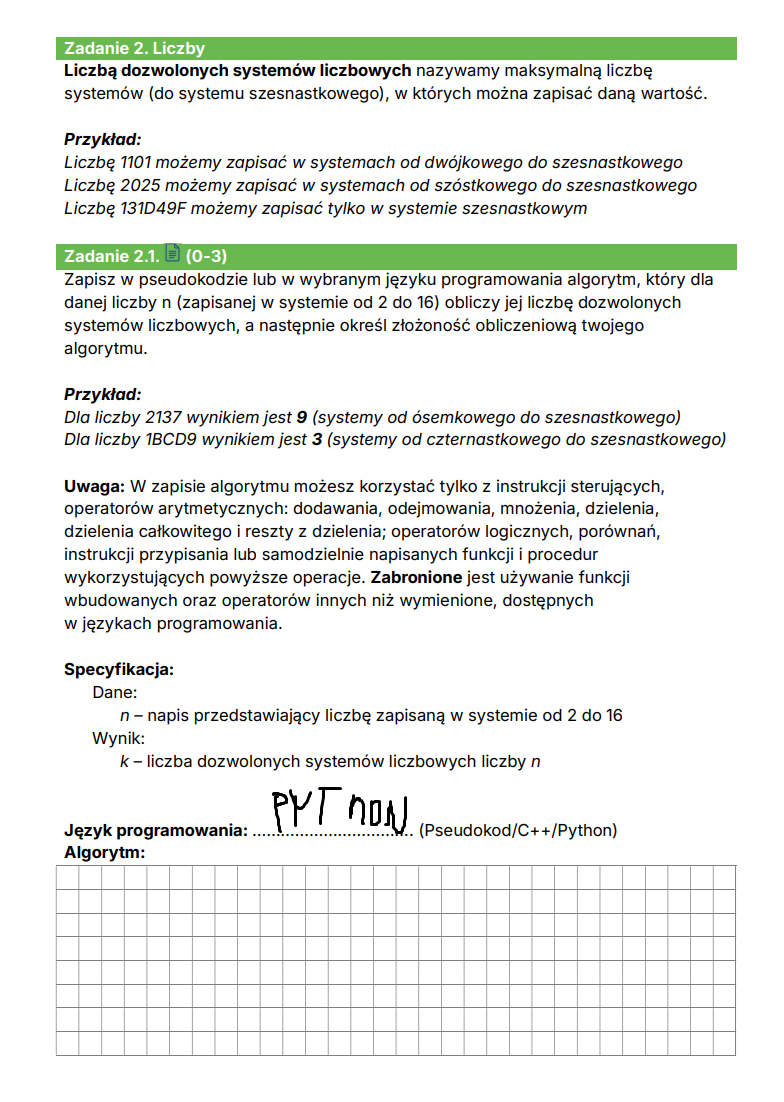 Zadanie 2. Liczby
Liczbą dozwolonych systemów liczbowych nazywamy maksymalną liczbę
systemów (do systemu szesnastkowego), w których można zapisać daną wartość.
Przykład:
Liczbę 1101 możemy zapisać w systemach od dwójkowego do szesnastkowego
Liczbę 2025 możemy zapisać w systemach od szóstkowego do szesnastkowego
Liczbę 131D49F możemy zapisać tylko w systemie szesnastkowym
Zadanie 2.1. (0-3)
Zapisz w pseudokodzie lub w wybranym języku programowania algorytm, który dla
danej liczby n (zapisanej w systemie od 2 do 16) obliczy jej liczbę dozwolonych
systemów liczbowych, a następnie określ złożoność obliczeniową twojego
algorytmu.
Przykład:
Dla liczby 2137 wynikiem jest 9 (systemy od ósemkowego do szesnastkowego)
Dla liczby 1BCD9 wynikiem jest 3 (systemy od czternastkowego do szesnastkowego)
Uwaga: W zapisie algorytmu możesz korzystać tylko z instrukcji sterujących,
operatorów arytmetycznych: dodawania, odejmowania, mnożenia, dzielenia,
dzielenia całkowitego i reszty z dzielenia; operatorów logicznych, porównań,
instrukcji przypisania lub samodzielnie napisanych funkcji i procedur
wykorzystujących powyższe operacje. Zabronione jest używanie funkcji
wbudowanych oraz operatorów innych niż wymienione, dostępnych
w językach programowania.
Specyfikacja:
Dane:
n – napis przedstawiający liczbę zapisaną w systemie od 2 do 16
Wynik:
k – liczba dozwolonych systemów liczbowych liczby n
Język programowania: PYTnoN (Pseudokod/C++/Python)
Algorytm: